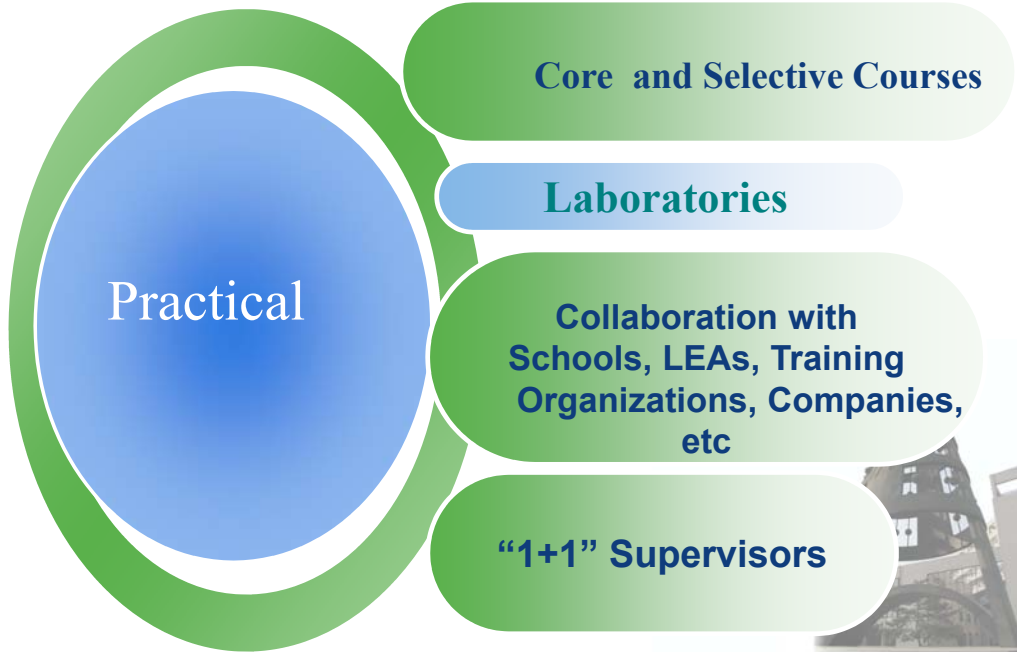 Practical
Core and Selective Courses
Laboratories
Collaboration with
Schools, LEAs, Training
Organizations, Companies,
etc
“1+1” Supervisors